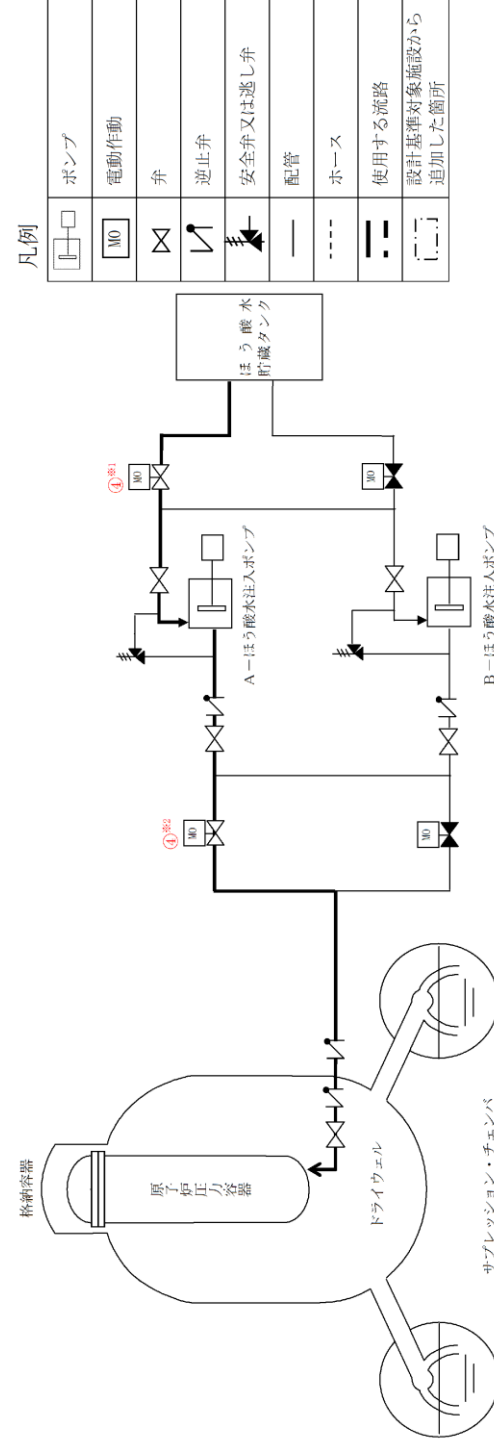 凡例
ポンプ
MO
電動作動
弁
逆止弁
安全弁又は逃し弁
配管
ホース
使用する流路
設計基準対象施設から
追加した箇所
格納容器
原子炉圧力容器
ドライウェル
サプレッション・チェンバ
④※2
MO
MO
A-ほう酸水注入ポンプ
B-ほう酸水注入ポンプ
④※1
MO
MO
ほう酸水
貯蔵タンク